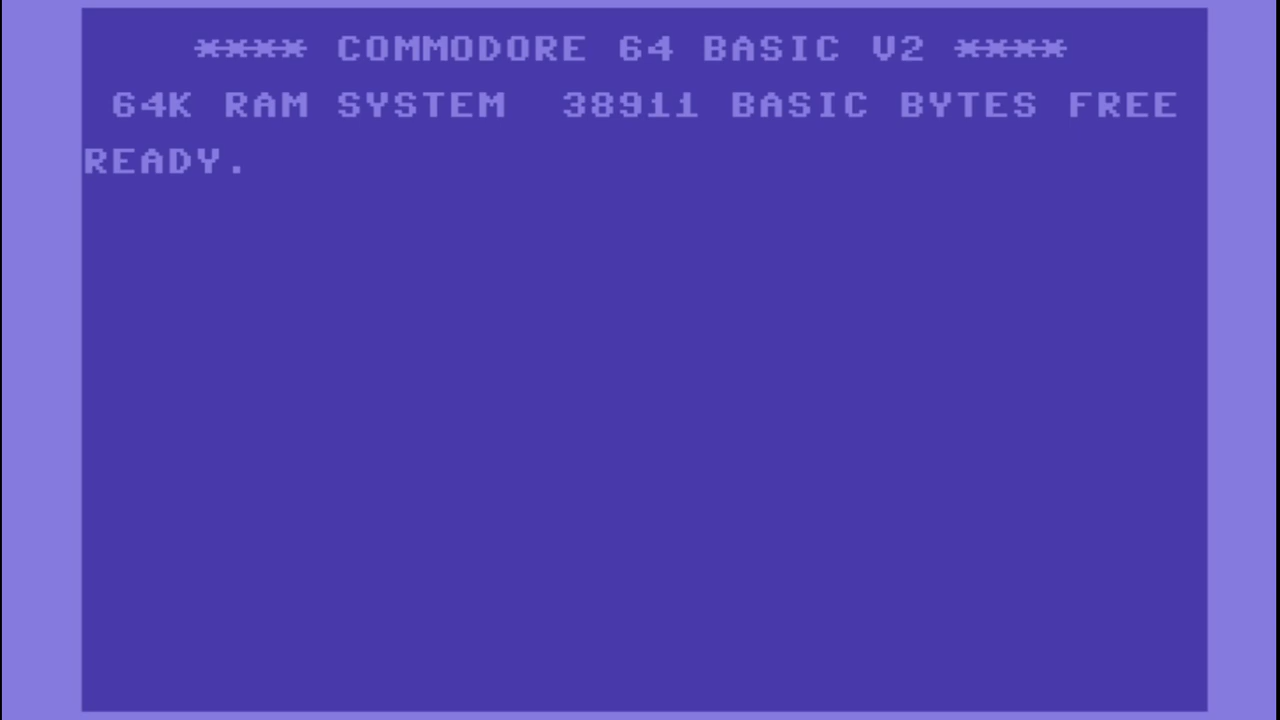 **** COMMODORE 64 BASIC V2 ****
64K RAM SYSTEM  38911 BASIC BYTES FREE
READY.